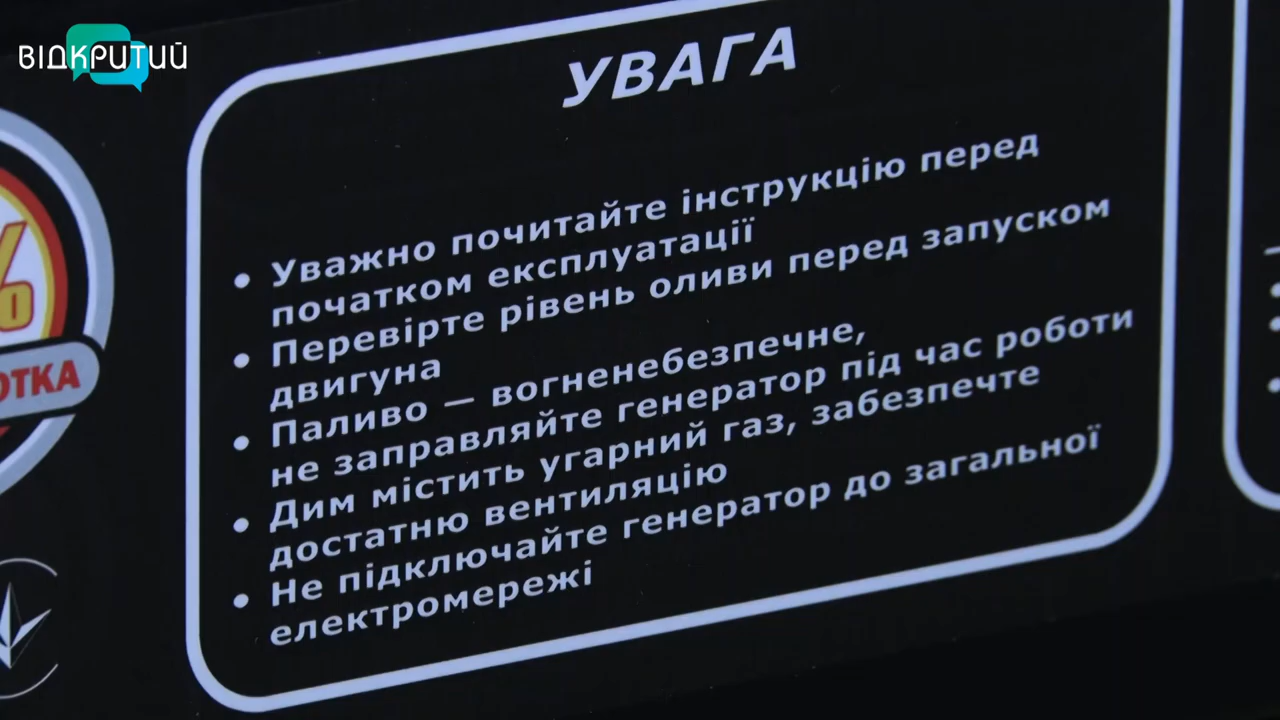 ВІДКРИТИЙ
УВАГА
• Уважно почитайте інструкцію перед
початком експлуатації
• Перевірте рівень оливи перед запуском
двигуна
• Паливо — вогненебезпечне,
не заправляйте генератор під час роботи
• Дим містить угарний газ, забезпечте
достатню вентиляцію
• Не підключайте генератор до загальної
електромережі
%
ОТКА